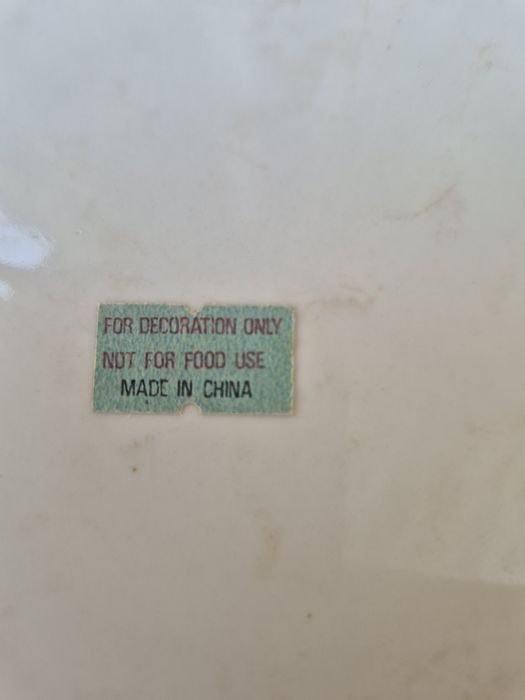 FOR DECORATION ONLY
NOT FOR FOOD USE
MADE IN CHINA